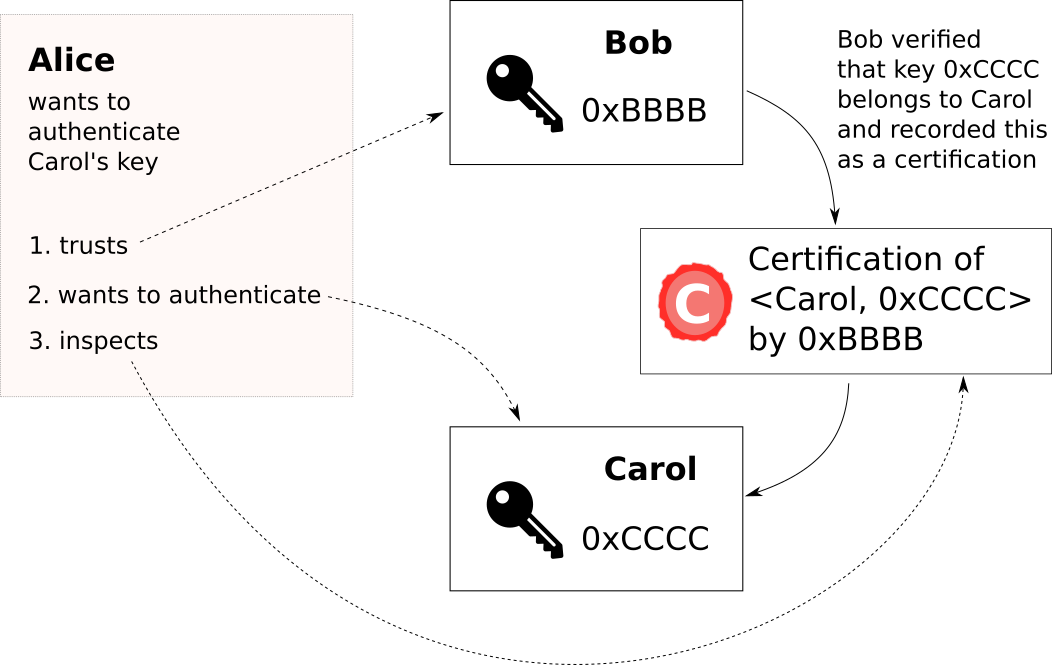 Alice
wants to
authenticate
Carol's key
1. trusts
2. wants to authenticate
3. inspects
Bob
0xBBBB
Bob verified
that key 0xCCCC
belongs to Carol
and recorded this
as a certification
C
Certification of
<Carol, 0xCCCC>
by 0xBBBB
Carol
0xCCCC